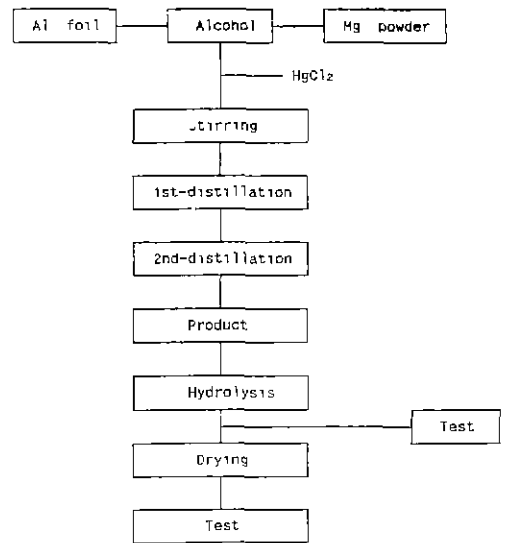 Al foil
Alcohol
Mg powder
HgCl₂
Stirring
1st-distillation
2nd-distillation
Product
Hydrolysis
Test
Drying
Test